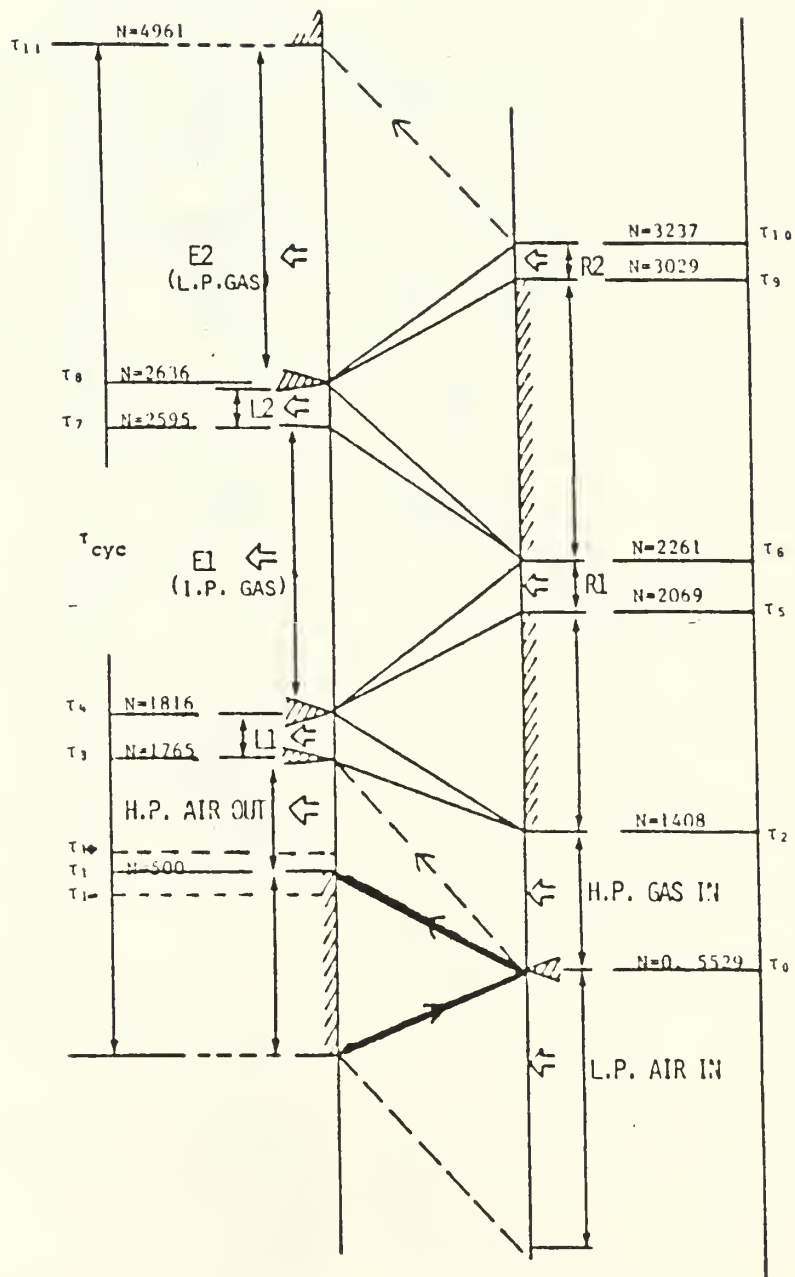 τ11 N=4961
N=3237 τ10
E2
(L.P.GAS)
R2
N=3029 τ9
τ8 N=2636
L2
τ7 N=2595
τcyc
E1
(I.P. GAS)
N=2261 τ6
R1
N=2069 τ5
τ4 N=1816
L1
τ3 N=1765
H.P. AIR OUT
N=1408 τ2
τ1 N=500
H.P. GAS IN
N=0, 5529 τ0
L.P. AIR IN